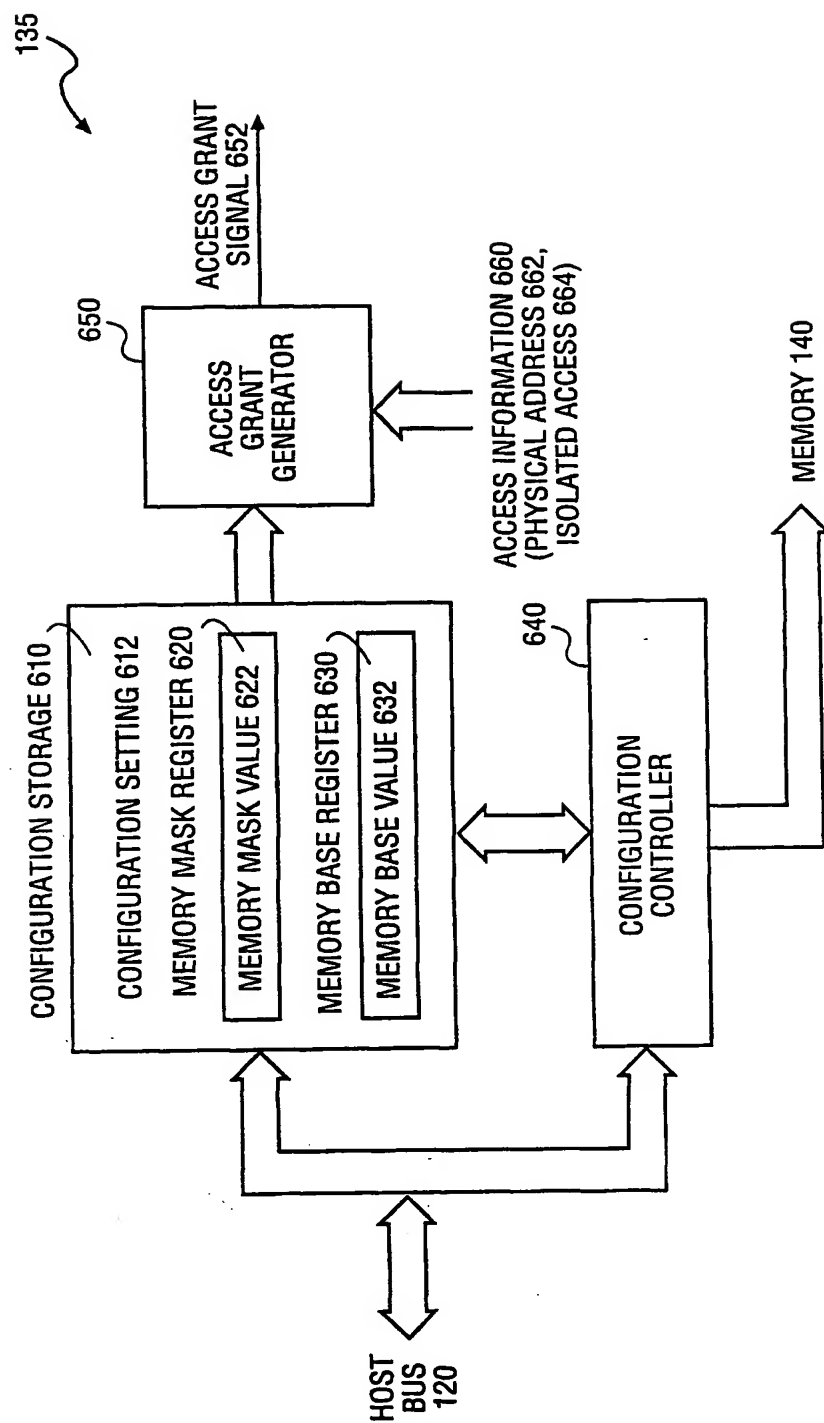 135
CONFIGURATION STORAGE 610
CONFIGURATION SETTING 612
MEMORY MASK REGISTER 620
MEMORY MASK VALUE 622
MEMORY BASE REGISTER 630
MEMORY BASE VALUE 632
650
ACCESS
GRANT
GENERATOR
ACCESS GRANT
SIGNAL 652
ACCESS INFORMATION 660
(PHYSICAL ADDRESS 662,
ISOLATED ACCESS 664)
HOST
BUS
120
640
CONFIGURATION
CONTROLLER
MEMORY 140